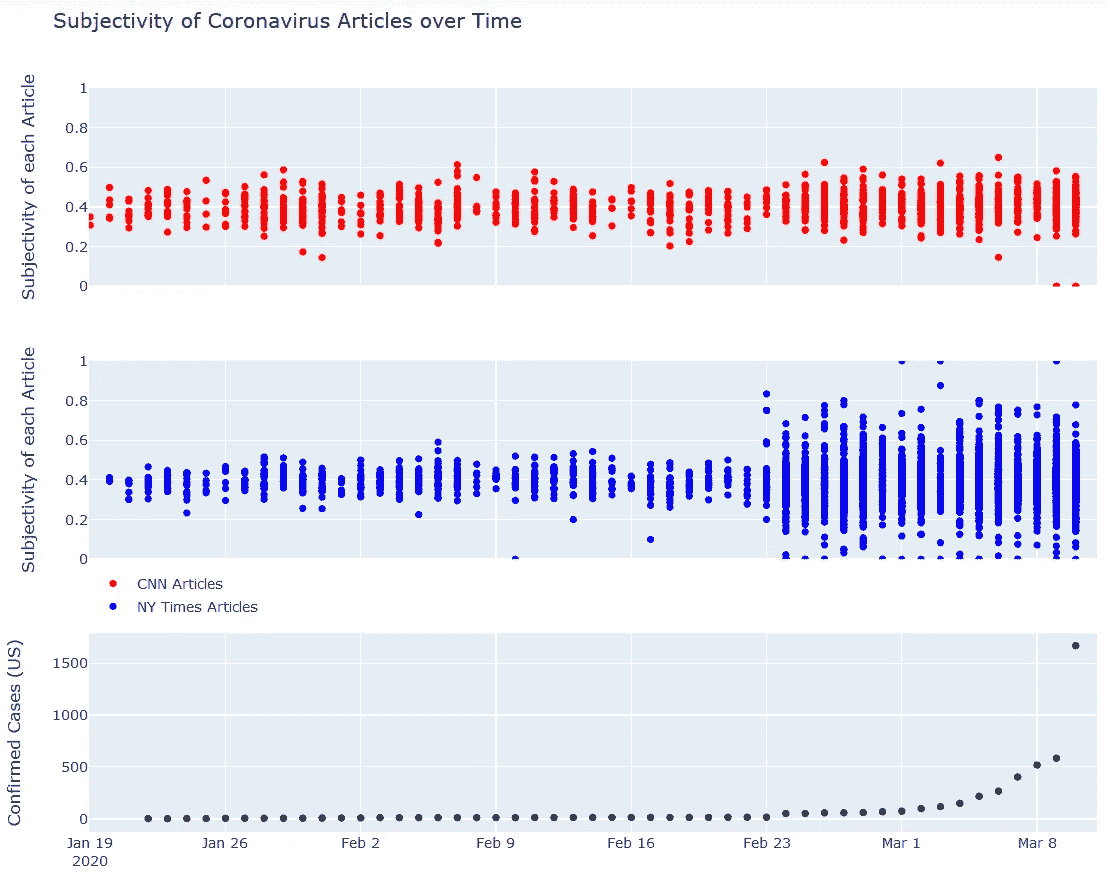 Subjectivity of Coronavirus Articles over Time
Subjectivity of each Article
1
0.8
0.6
0.4
0.2
0
Subjectivity of each Article
1
0.8
0.6
0.4
0.2
0
CNN Articles
NY Times Articles
Confirmed Cases (US)
1500
1000
500
0
Jan 19 Jan 26 Feb 2 Feb 9 Feb 16 Feb 23 Mar 1 Mar 8
2020